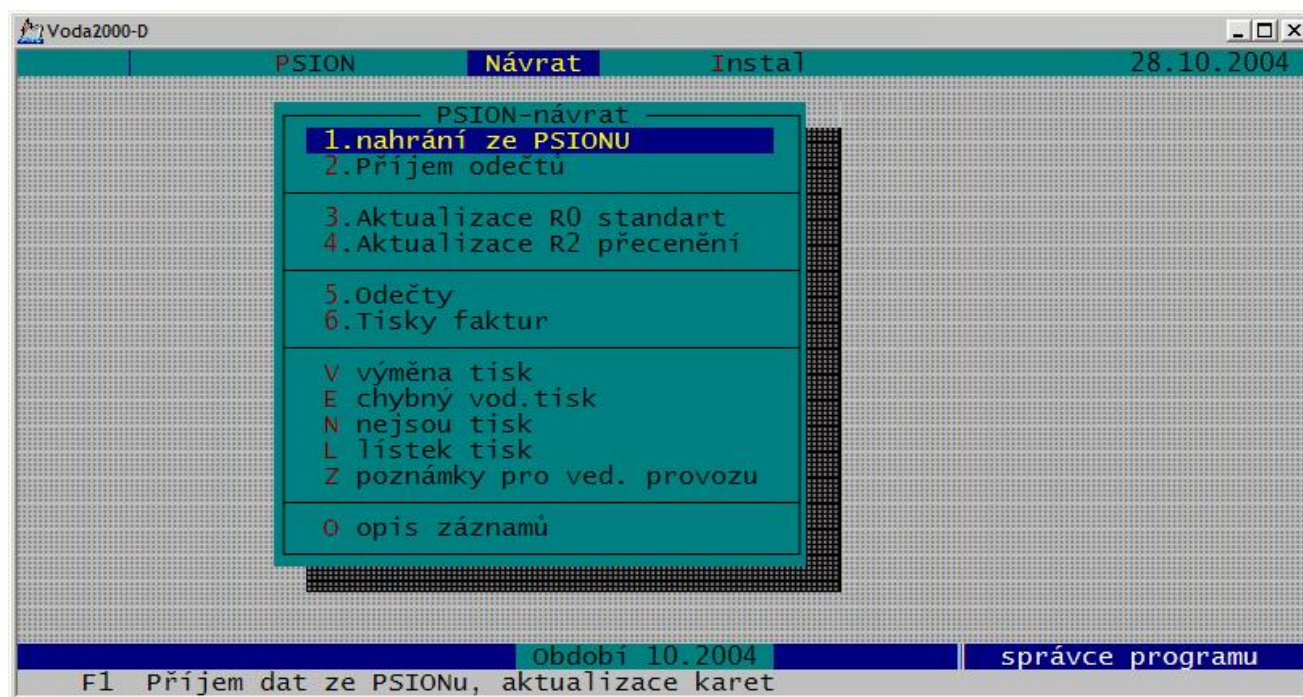 Voda2000-D
PSION Návrat Instal 28.10.2004
PSION-návrat
1.nahrání ze PSIONU
2.Příjem odečtů
3.Aktualizace R0 standart
4.Aktualizace R2 přecenění
5.Odečty
6.Tisky faktur
V výměna tisk
E chybný vod.tisk
N nejsou tisk
L lístek tisk
Z poznámky pro ved. provozu
O opis záznamů
Období 10.2004 správce programu
F1 Příjem dat ze PSIONu, aktualizace karet